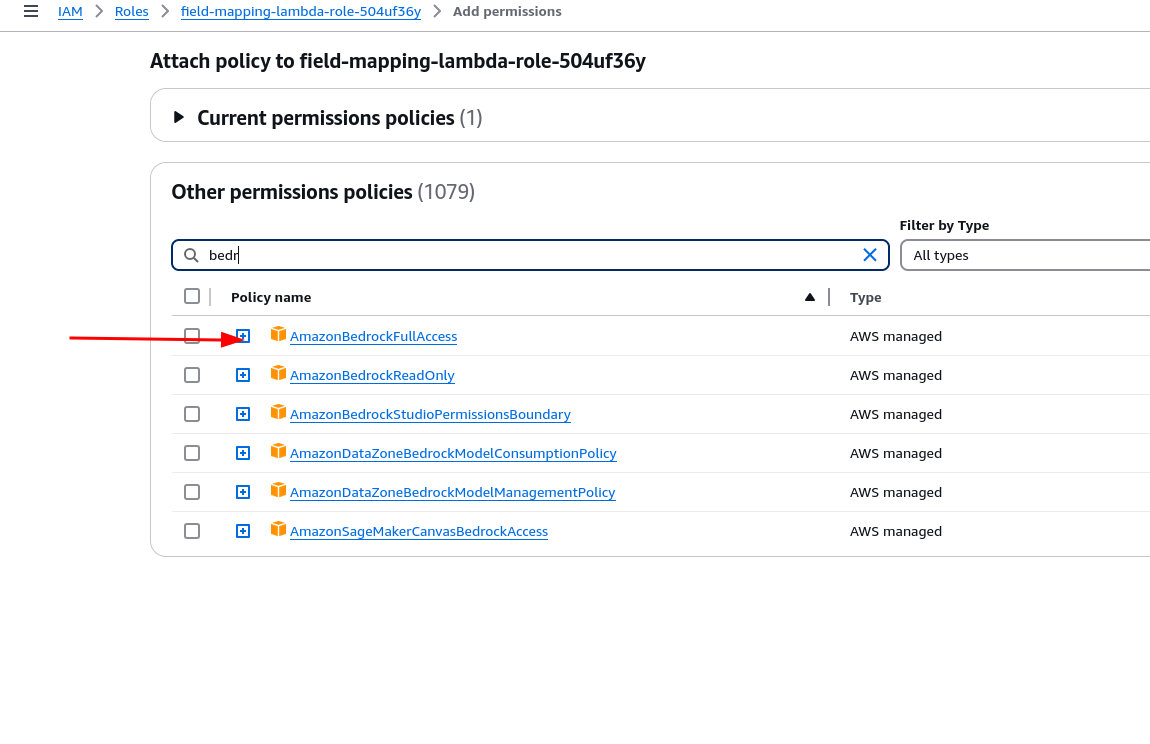 IAM > Roles > field-mapping-lambda-role-504uf36y > Add permissions
Attach policy to field-mapping-lambda-role-504uf36y
Current permissions policies (1)
Other permissions policies (1079)
Filter by Type
bedr
All types
Policy name
Type
AmazonBedrockFullAccess AWS managed
AmazonBedrockReadOnly AWS managed
AmazonBedrockStudioPermissionsBoundary AWS managed
AmazonDataZoneBedrockModelConsumptionPolicy AWS managed
AmazonDataZoneBedrockModelManagementPolicy AWS managed
AmazonSageMakerCanvasBedrockAccess AWS managed